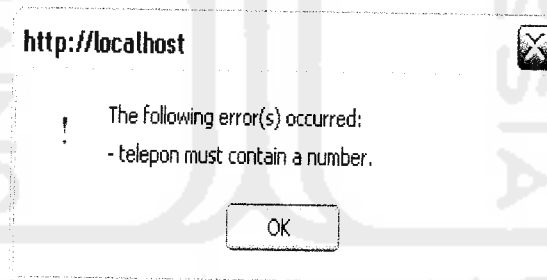 http://localhost
The following error(s) occurred:
- telepon must contain a number.
OK